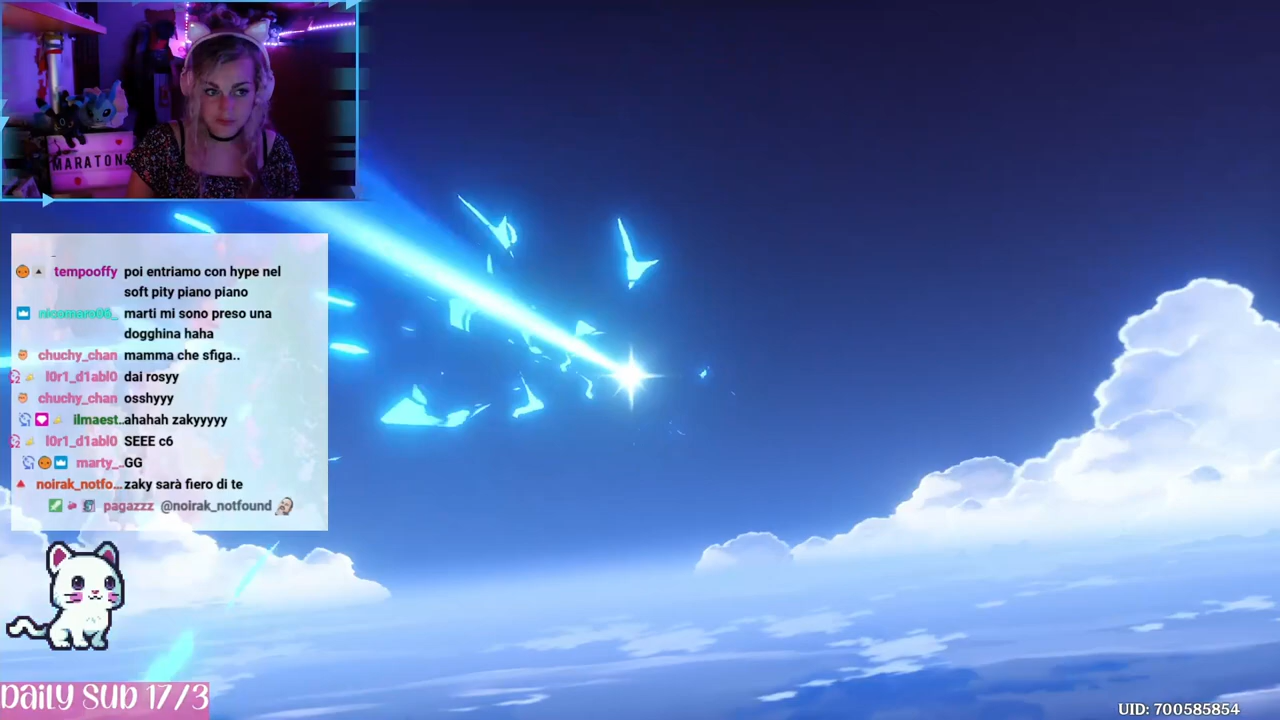 MARATON
tempooffy poi entriamo con hype nel
soft pity piano piano
nicomaro06_ marti mi sono preso una
dogghina haha
chuchy_chan mamma che sfiga..
l0r1_d1abl0 dai rosyy
chuchy_chan osshyyy
ilmaest.. ahahah zakyyyyy
l0r1_d1abl0 SEEE c6
marty_.. GG
noirak_notfo... zaky sarà fiero di te
pagazzz @noirak_notfound
Daily Sub 17/3
UID: 700585854